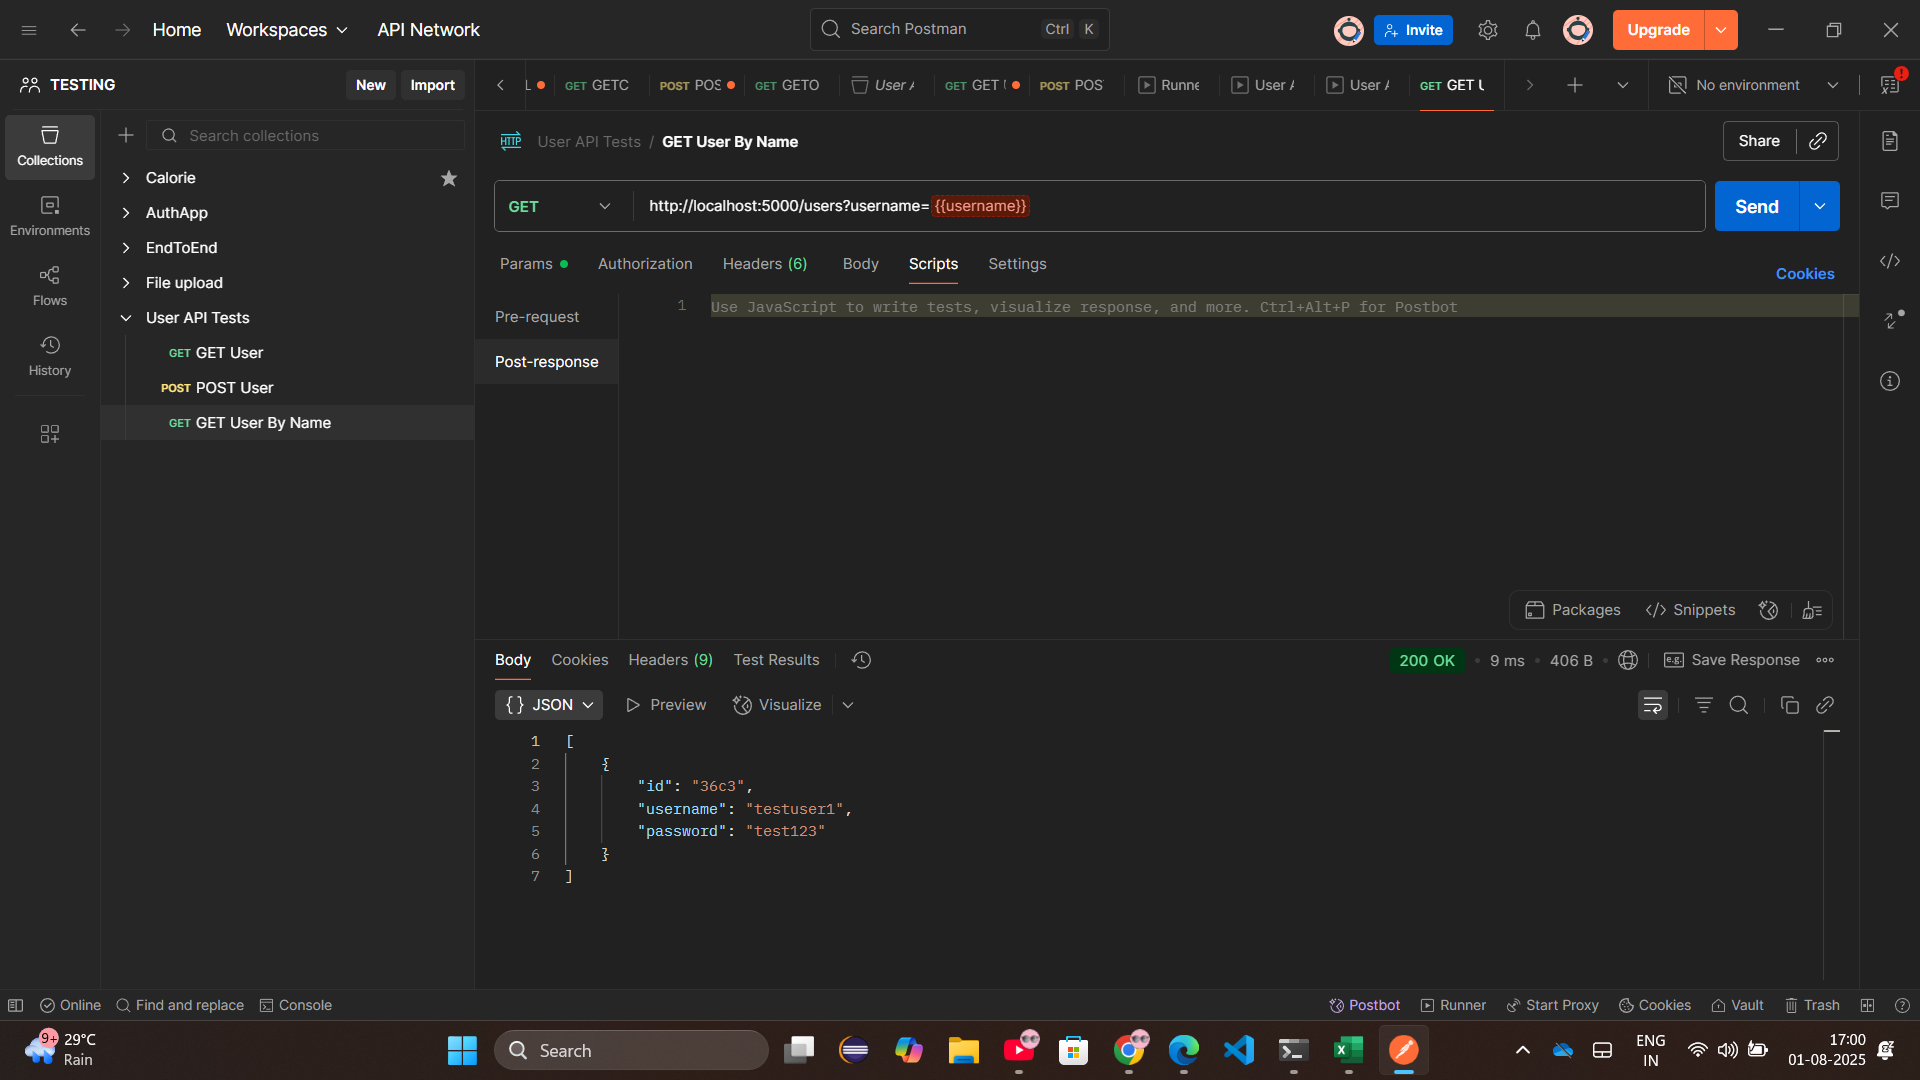 Home
Workspaces
API Network
Search Postman
Ctrl
K
Invite
Upgrade
TESTING
New
Import
L
GET GETC
POST POS
GET GETO
User A
GET GET
POST POS
Runne
User A
User A
GET GET U
No environment
Collections
Search collections
Environments
Flows
History
Calorie
AuthApp
EndToEnd
File upload
User API Tests
GET GET User
POST POST User
GET GET User By Name
HTTP User API Tests / GET User By Name
Share
GET
http://localhost:5000/users?username={{username}}
Send
Params
Authorization
Headers (6)
Body
Scripts
Settings
Cookies
Pre-request
Post-response
1 Use JavaScript to write tests, visualize response, and more. Ctrl+Alt+P for Postbot
Packages
</> Snippets
Body
Cookies
Headers (9)
Test Results
200 OK
9 ms
406 B
e.g. Save Response
{} JSON
Preview
Visualize
1 [
2 {
3 "id": "36c3",
4 "username": "testuser1",
5 "password": "test123"
6 }
7 ]
Online
Find and replace
Console
Postbot
Runner
Start Proxy
Cookies
Vault
Trash
9+
29°C
Rain
Search
ENG
IN
17:00
01-08-2025